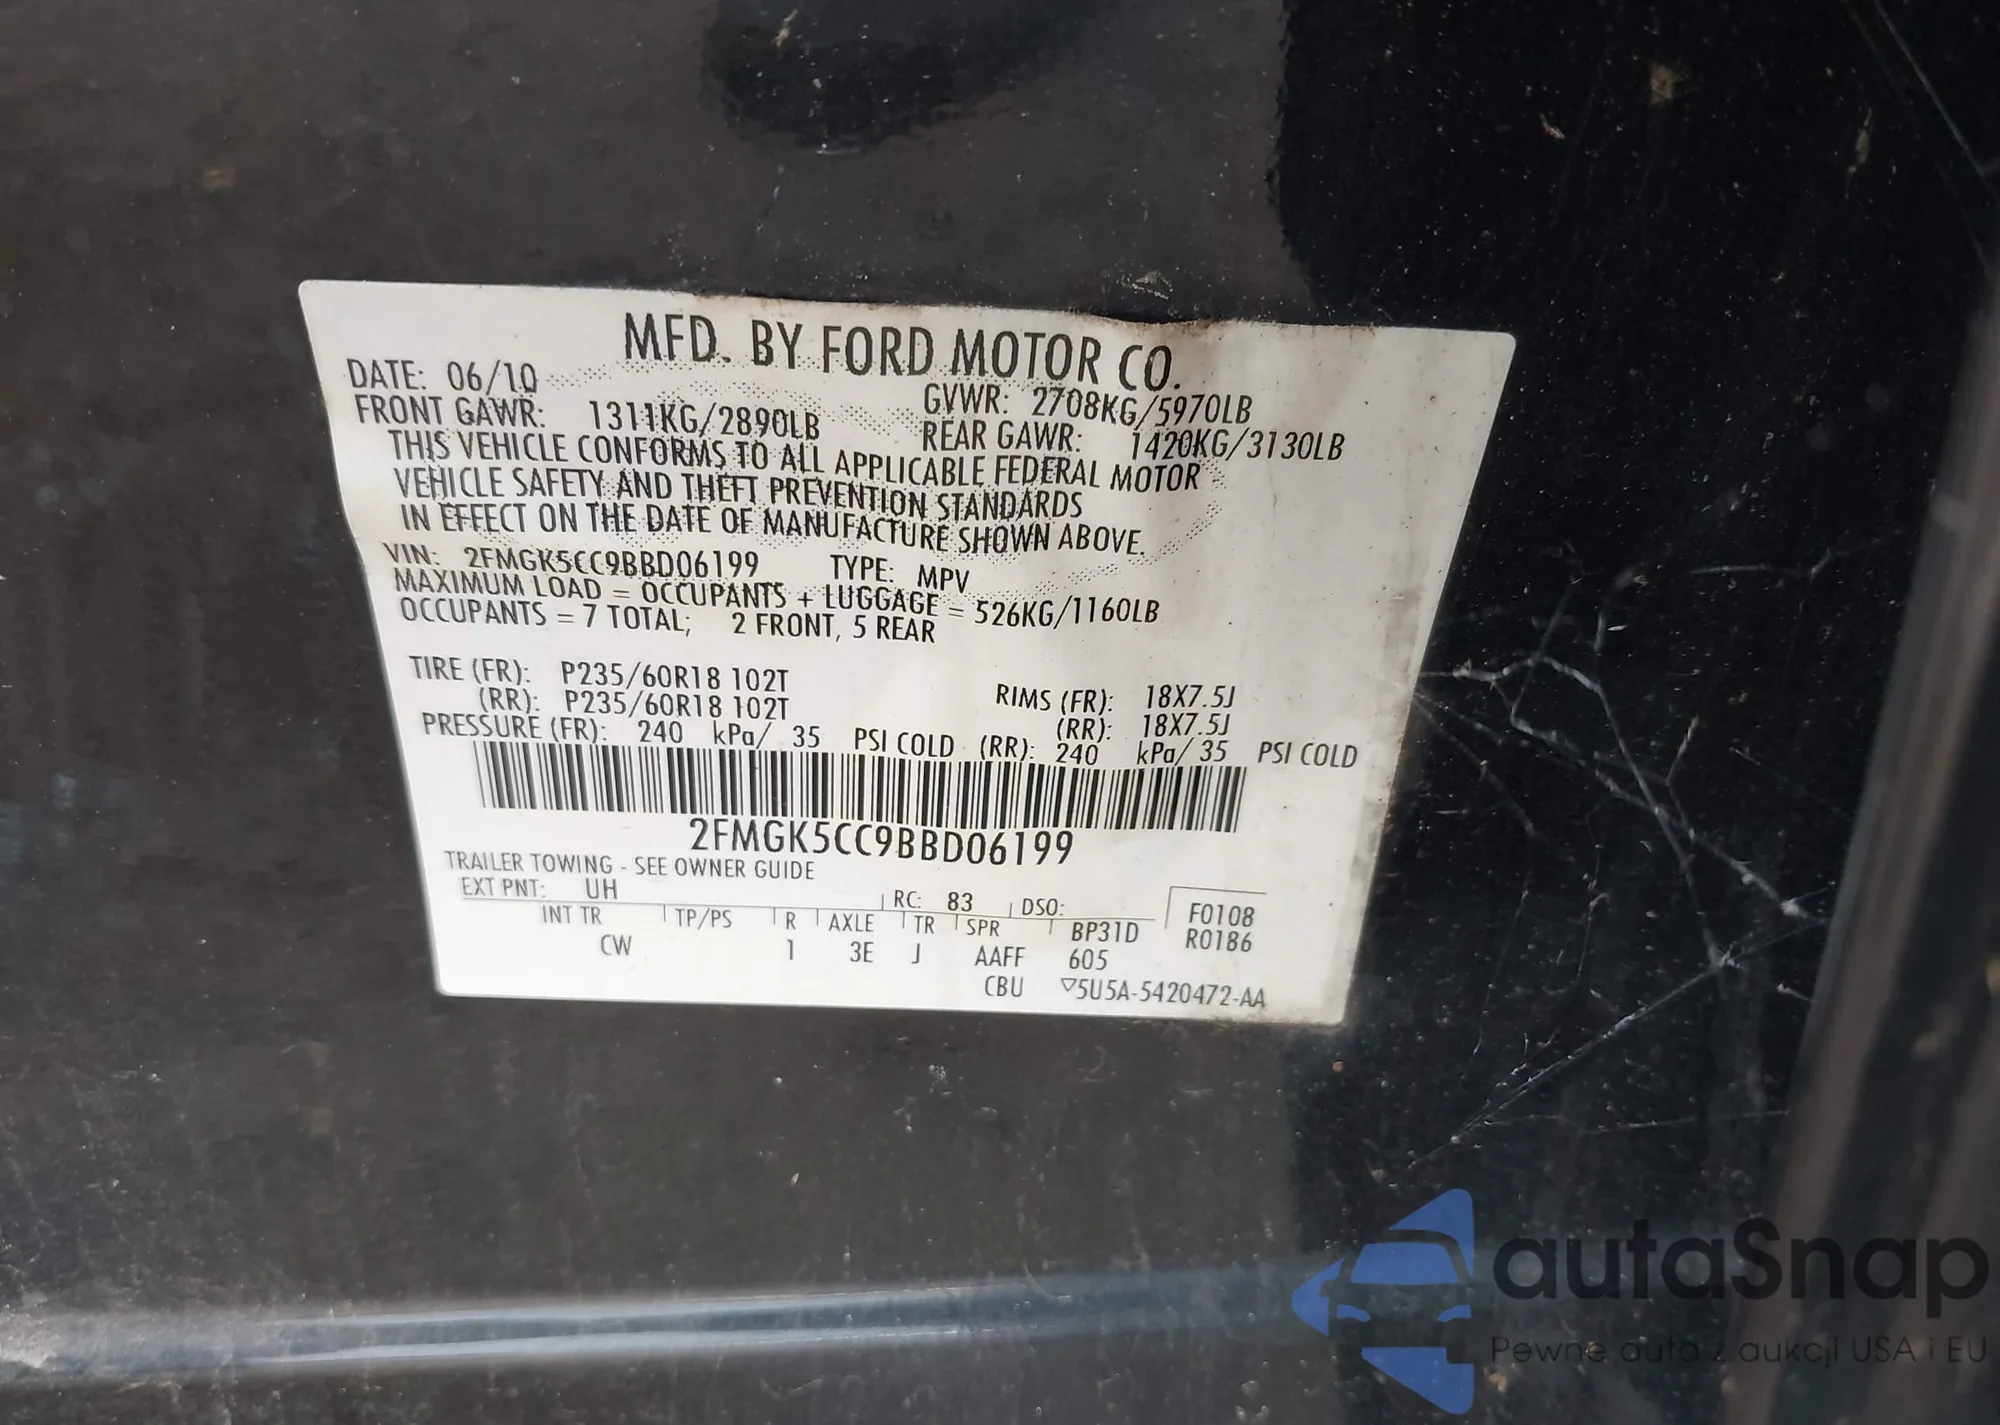 MFD. BY FORD MOTOR CO.
DATE: 06/10 GVWR: 2708KG/5970LB
FRONT GAWR: 1311KG/2890LB REAR GAWR: 1420KG/3130LB
THIS VEHICLE CONFORMS TO ALL APPLICABLE FEDERAL MOTOR
VEHICLE SAFETY AND THEFT PREVENTION STANDARDS
IN EFFECT ON THE DATE OF MANUFACTURE SHOWN ABOVE.
VIN: 2FMGK5CC9BBD06199 TYPE: MPV
MAXIMUM LOAD = OCCUPANTS + LUGGAGE = 526KG/1160LB
OCCUPANTS = 7 TOTAL; 2 FRONT, 5 REAR
TIRE (FR): P235/60R18 102T RIMS (FR): 18X7.5J
(RR): P235/60R18 102T (RR): 18X7.5J
PRESSURE (FR): 240 kPa/ 35 PSI COLD (RR): 240 kPa/ 35 PSI COLD
2FMGK5CC9BBD06199
TRAILER TOWING - SEE OWNER GUIDE
EXT PNT: UH RC: 83 DSO: F0108
INT TR TP/PS R AXLE TR SPR BP31D R0186
CW 1 3E J AAFF 605
CBU ▽5U5A-5420472-AA
autaSnap
Pewne auta z aukcji USA i EU